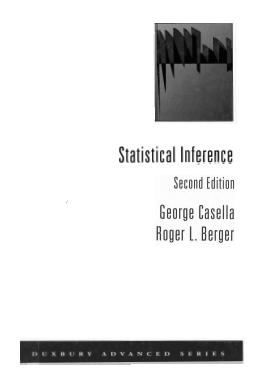 Statistical Inference
Second Edition
George Casella
Roger L. Berger
DUXBURY ADVANCED SERIES